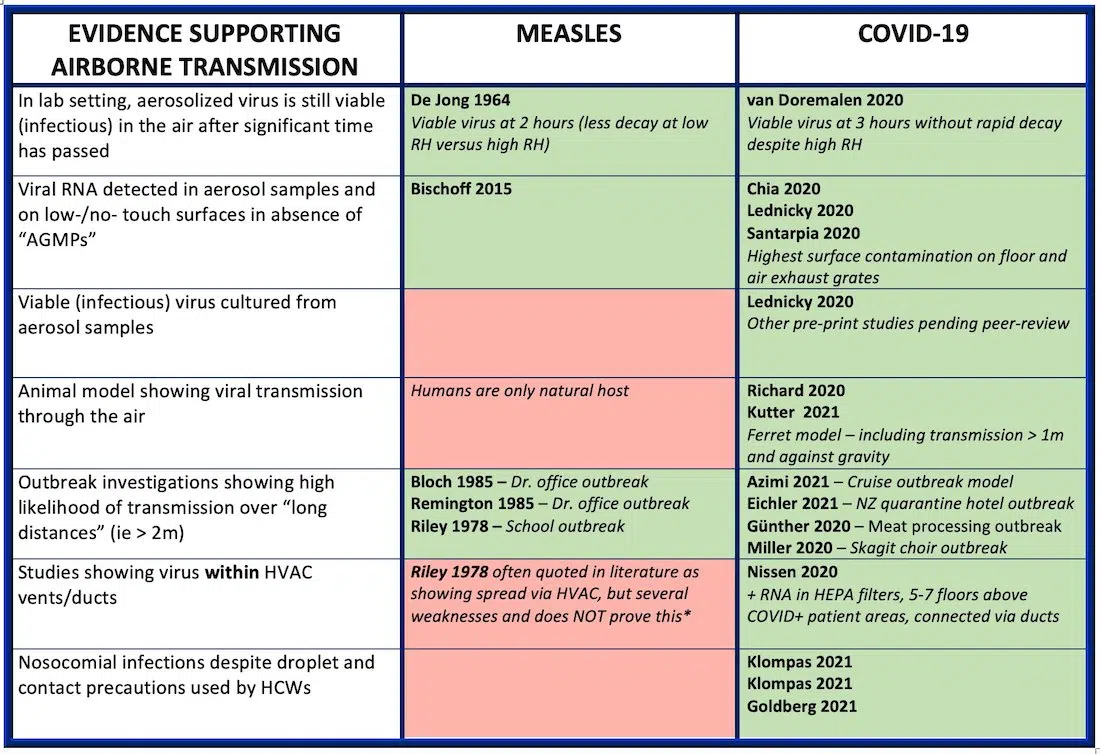 EVIDENCE SUPPORTING
AIRBORNE TRANSMISSION
MEASLES
COVID-19
In lab setting, aerosolized virus is still viable
(infectious) in the air after significant time
has passed
De Jong 1964
Viable virus at 2 hours (less decay at low
RH versus high RH)
van Doremalen 2020
Viable virus at 3 hours without rapid decay
despite high RH
Viral RNA detected in aerosol samples and
on low-/no- touch surfaces in absence of
“AGMPs”
Bischoff 2015
Chia 2020
Lednicky 2020
Santarpia 2020
Highest surface contamination on floor and
air exhaust grates
Viable (infectious) virus cultured from
aerosol samples
Lednicky 2020
Other pre-print studies pending peer-review
Animal model showing viral transmission
through the air
Humans are only natural host
Richard 2020
Kutter 2021
Ferret model – including transmission > 1m
and against gravity
Outbreak investigations showing high
likelihood of transmission over “long
distances” (ie > 2m)
Bloch 1985 – Dr. office outbreak
Remington 1985 – Dr. office outbreak
Riley 1978 – School outbreak
Azimi 2021 – Cruise outbreak model
Eichler 2021 – NZ quarantine hotel outbreak
Günther 2020 – Meat processing outbreak
Miller 2020 – Skagit choir outbreak
Studies showing virus within HVAC
vents/ducts
Riley 1978 often quoted in literature as
showing spread via HVAC, but several
weaknesses and does NOT prove this*
Nissen 2020
+ RNA in HEPA filters, 5-7 floors above
COVID+ patient areas, connected via ducts
Nosocomial infections despite droplet and
contact precautions used by HCWs
Klompas 2021
Klompas 2021
Goldberg 2021